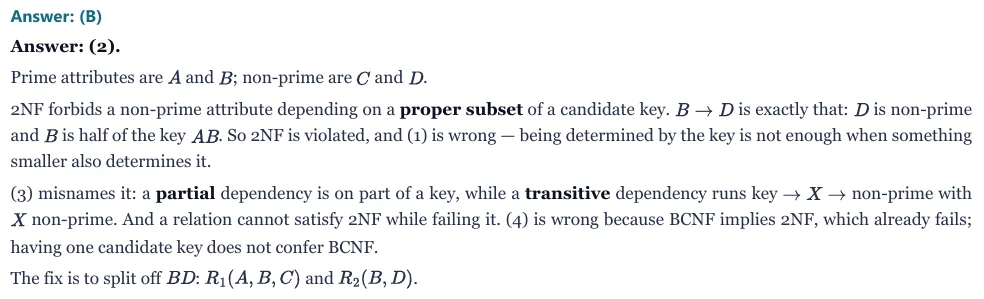 Answer: (B)
Answer: (2).
Prime attributes are A and B; non-prime are C and D.
2NF forbids a non-prime attribute depending on a proper subset of a candidate key. B → D is exactly that: D is non-prime
and B is half of the key AB. So 2NF is violated, and (1) is wrong — being determined by the key is not enough when something
smaller also determines it.
(3) misnames it: a partial dependency is on part of a key, while a transitive dependency runs key → X → non-prime with
X non-prime. And a relation cannot satisfy 2NF while failing it. (4) is wrong because BCNF implies 2NF, which already fails;
having one candidate key does not confer BCNF.
The fix is to split off BD: R₁(A, B, C) and R₂(B, D).